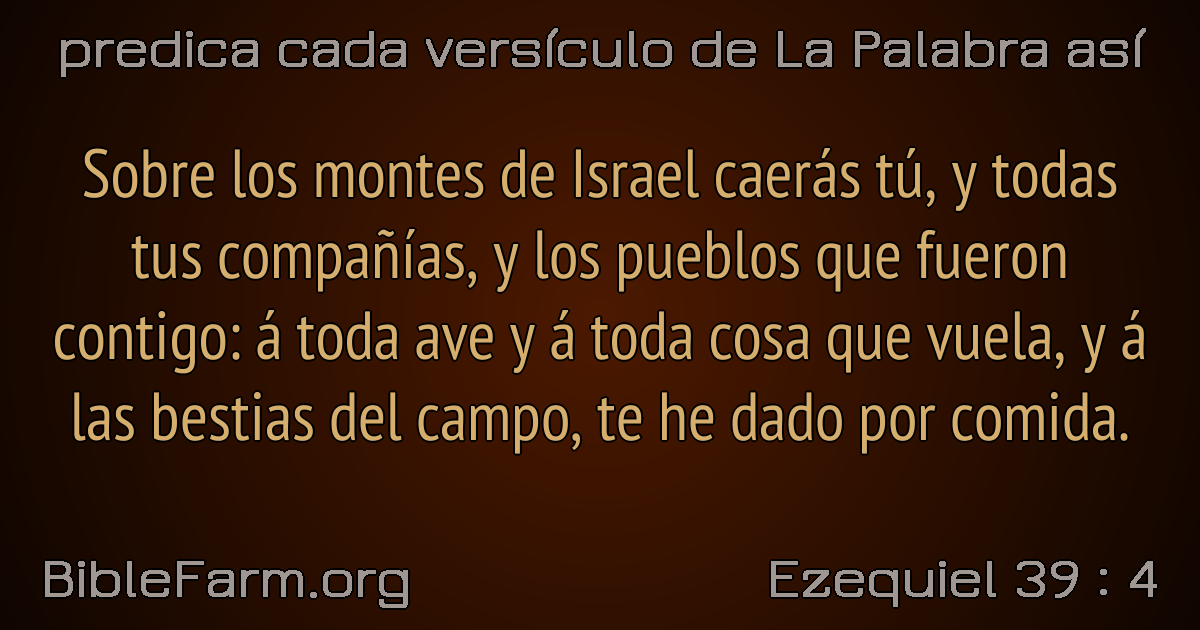 predica cada versículo de La Palabra así
Sobre los montes de Israel caerás tú, y todas
tus compañías, y los pueblos que fueron
contigo: á toda ave y á toda cosa que vuela, y á
las bestias del campo, te he dado por comida.
BibleFarm.org
Ezequiel 39 : 4